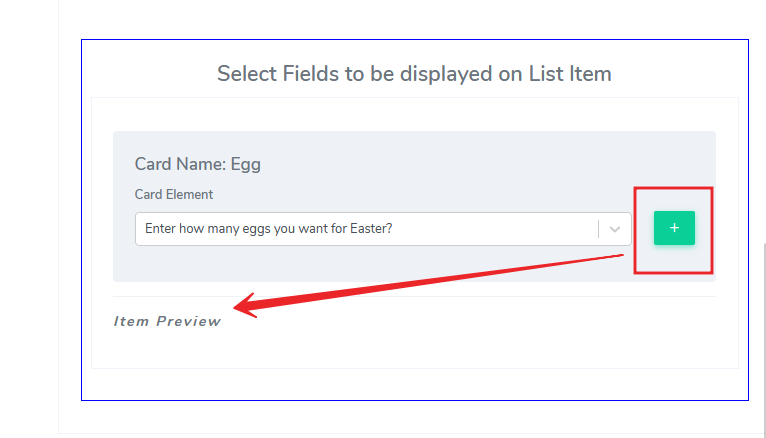 Select Fields to be displayed on List Item
Card Name: Egg
Card Element
Enter how many eggs you want for Easter?
+
Item Preview